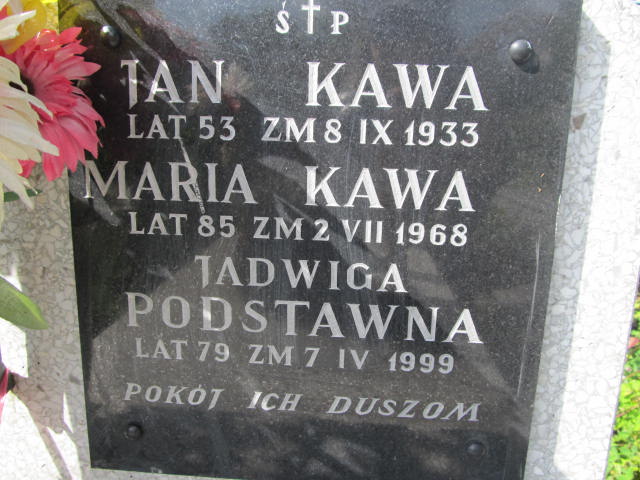 Ś † P
JAN KAWA
LAT 53 ZM 8 IX 1933
MARIA KAWA
LAT 85 ZM 2 VII 1968
JADWIGA
PODSTAWNA
LAT 79 ZM 7 IV 1999
POKÓJ ICH DUSZOM